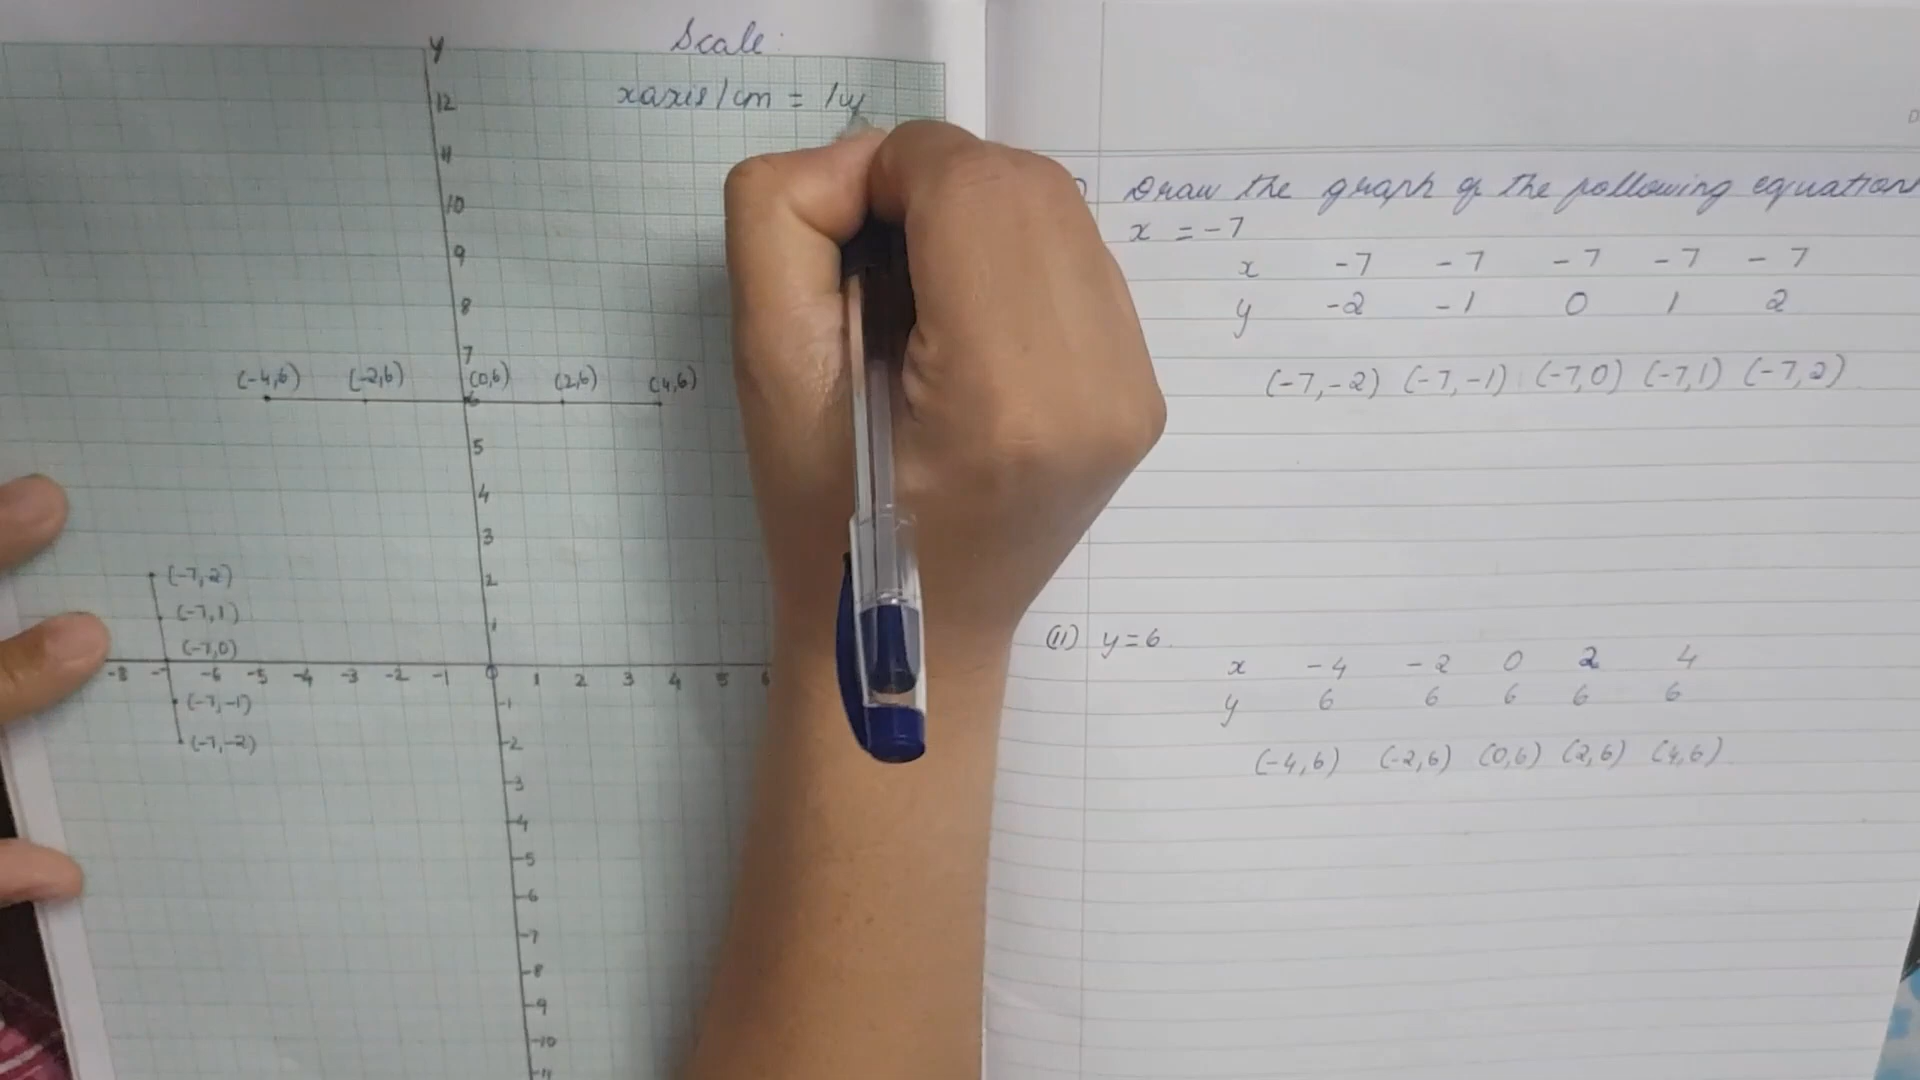 Scale:
x axis 1cm = 1u
y
12
11
10
9
8
7
(-4,6) (-2,6) (0,6) (2,6) (4,6)
6
5
4
3
2
1
(-7,2)
(-7,1)
(-7,0)
-8 -7 -6 -5 -4 -3 -2 -1 0 1 2 3 4 5 6
(-7,-1)
(-7,-2)
-1
-2
-3
-4
-5
-6
-7
-8
-9
-10
-11
Draw the graph of the following equation
x = -7
x -7 -7 -7 -7 -7
y -2 -1 0 1 2
(-7,-2) (-7,-1) (-7,0) (-7,1) (-7,2)
(11) y=6.
x -4 -2 0 2 4
y 6 6 6 6 6
(-4,6) (-2,6) (0,6) (2,6) (4,6)